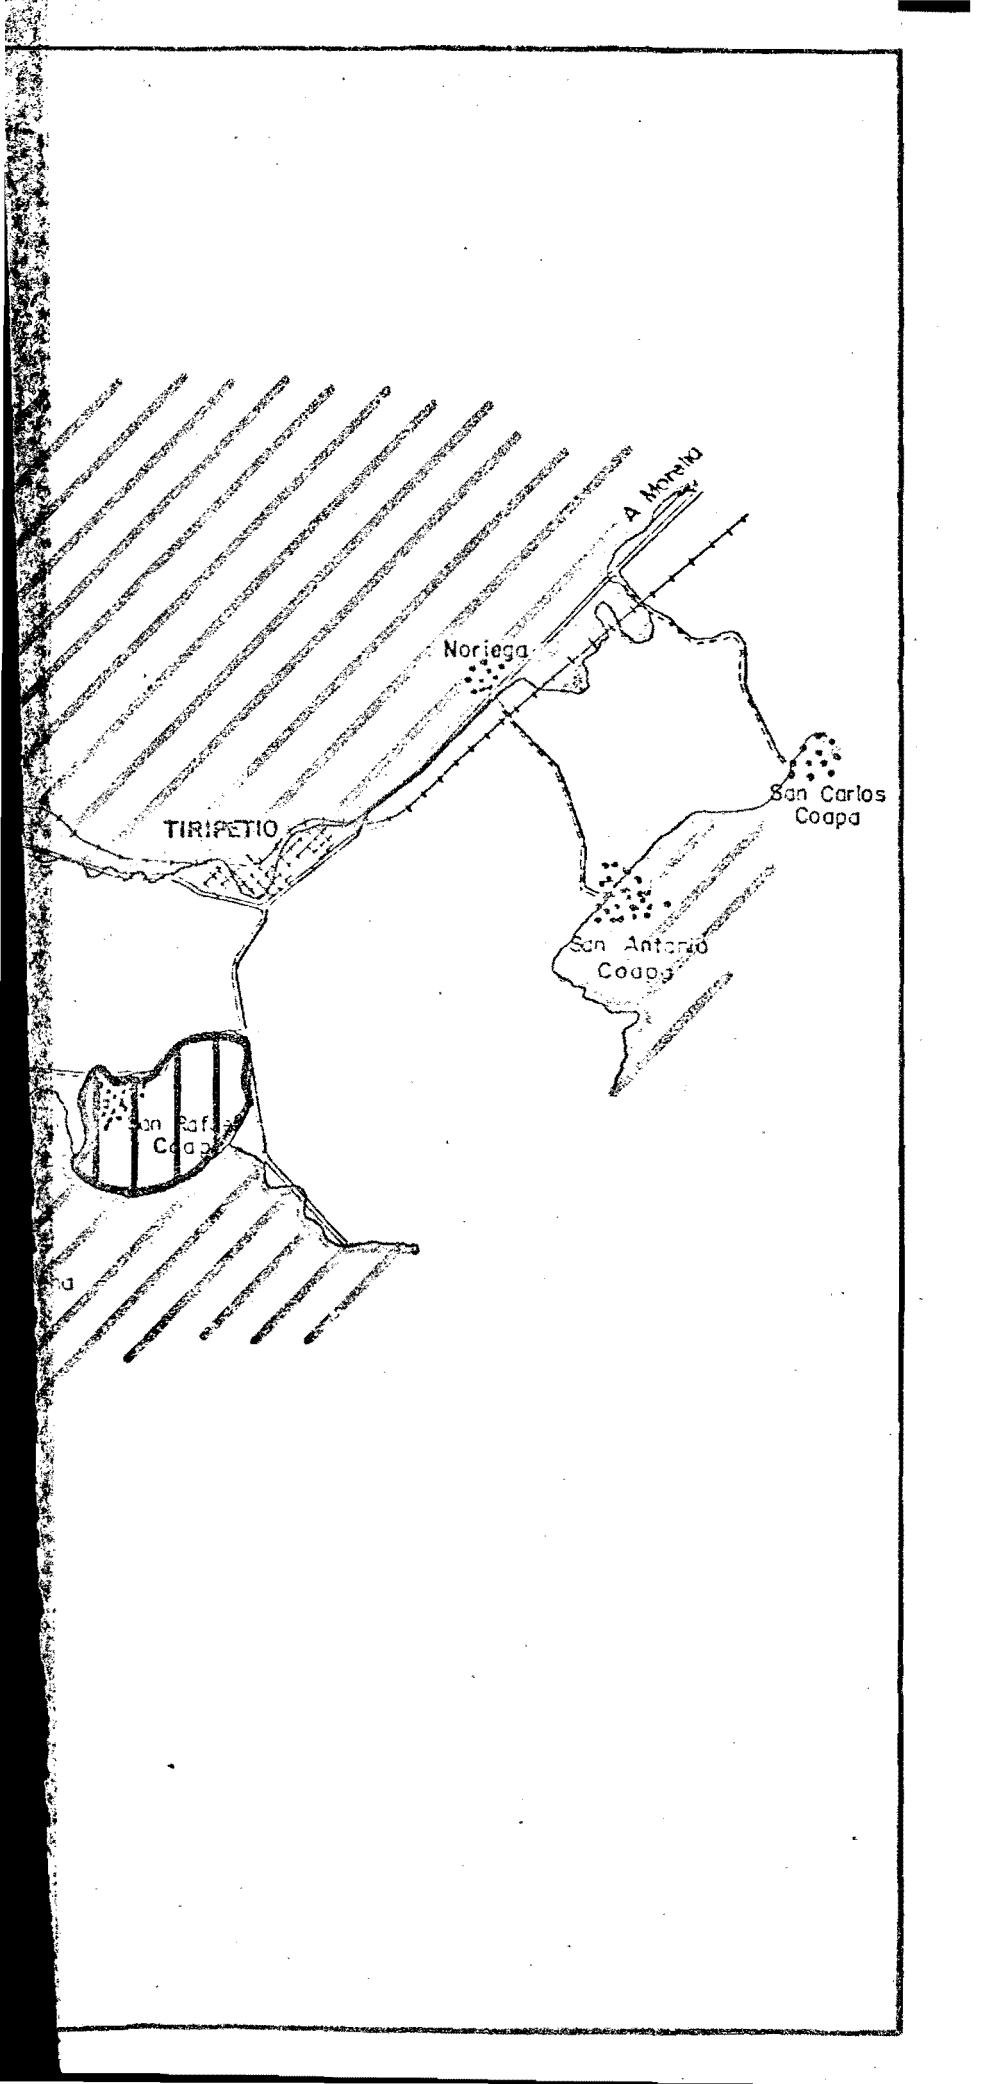 A Morelia
Noriega
San Carlos
Coapa
TIRIPETIO
San Antonio
Coapa
San Rafael
Coapa